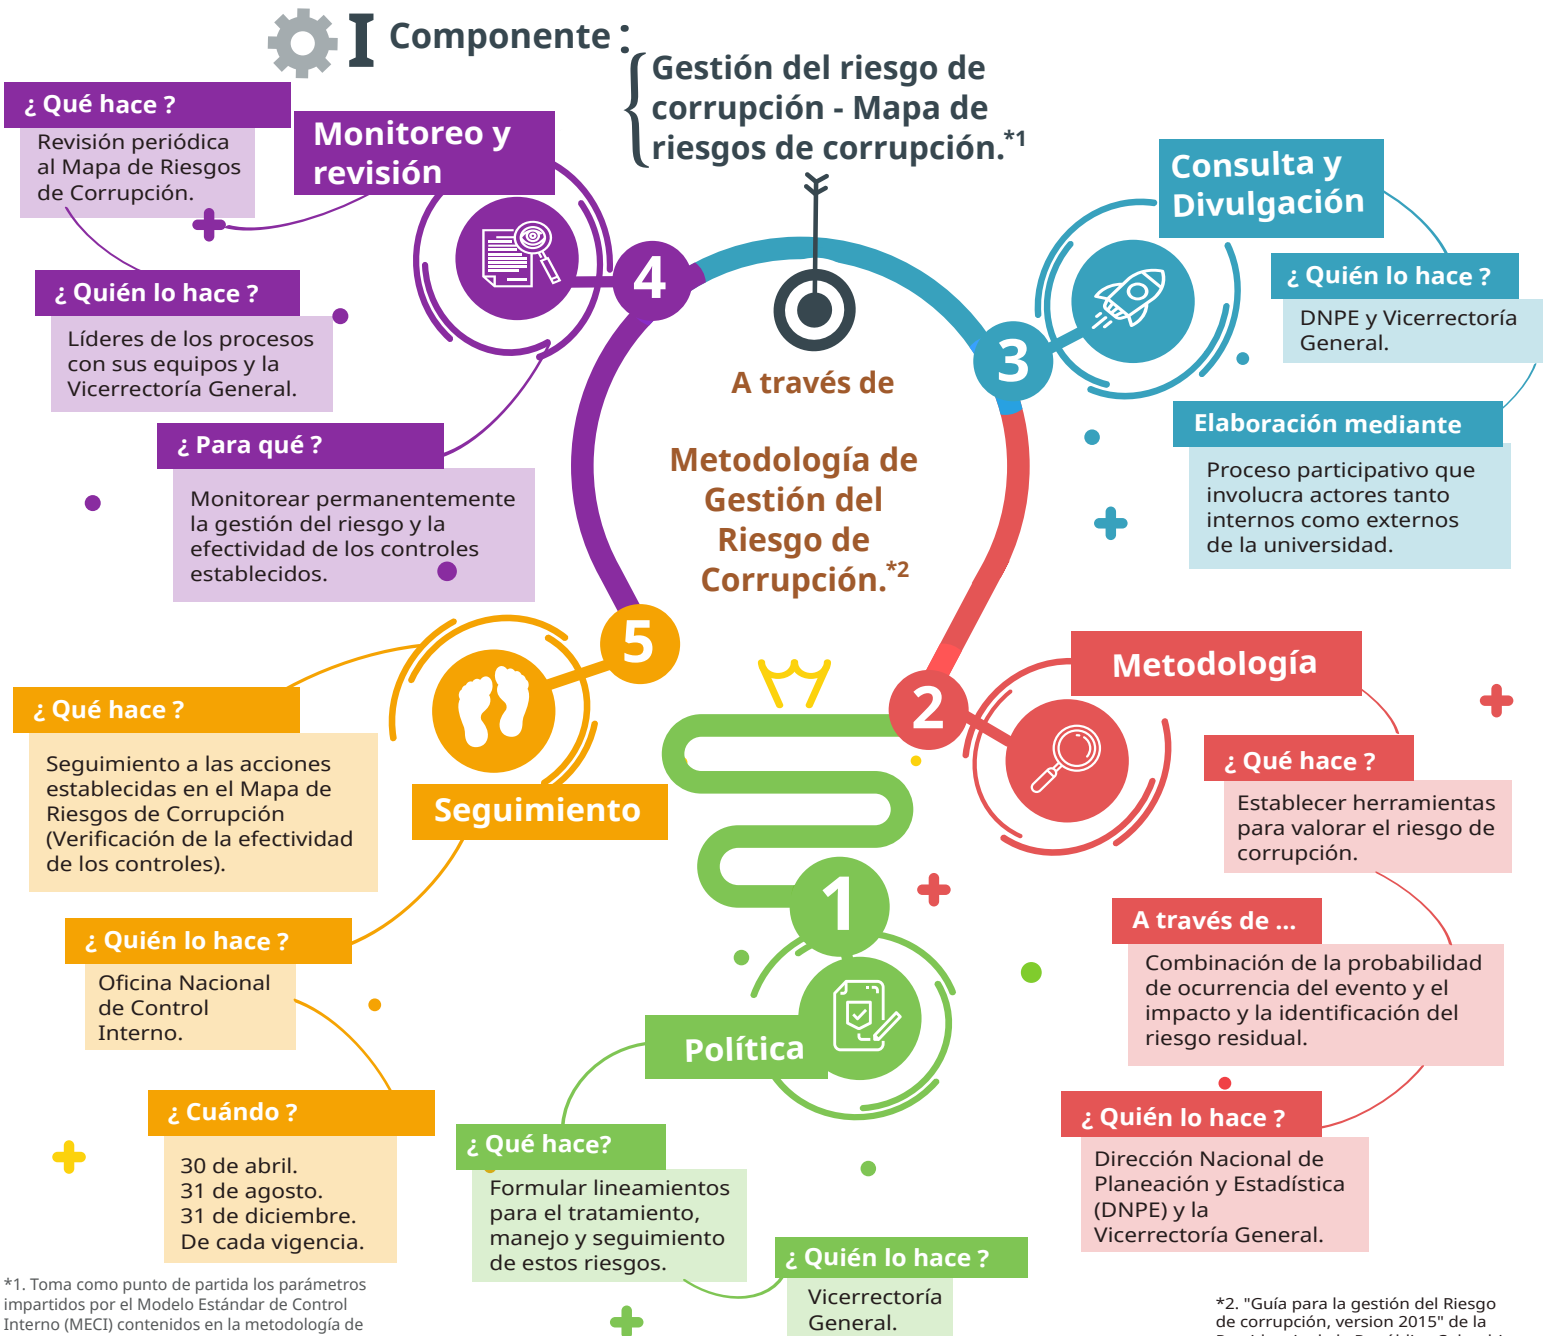 I Componente :
Gestión del riesgo de
corrupción - Mapa de
riesgos de corrupción.*1
A través de
Metodología de
Gestión del
Riesgo de
Corrupción.*2
1
Política
¿ Qué hace?
Formular lineamientos
para el tratamiento,
manejo y seguimiento
de estos riesgos.
¿ Quién lo hace ?
Vicerrectoría
General.
2
Metodología
¿ Qué hace ?
Establecer herramientas
para valorar el riesgo de
corrupción.
A través de ...
Combinación de la probabilidad
de ocurrencia del evento y el
impacto y la identificación del
riesgo residual.
¿ Quién lo hace ?
Dirección Nacional de
Planeación y Estadística
(DNPE) y la
Vicerrectoría General.
3
Consulta y
Divulgación
¿ Quién lo hace ?
DNPE y Vicerrectoría
General.
Elaboración mediante
Proceso participativo que
involucra actores tanto
internos como externos
de la universidad.
4
Monitoreo y
revisión
¿ Qué hace ?
Revisión periódica
al Mapa de Riesgos
de Corrupción.
¿ Quién lo hace ?
Líderes de los procesos
con sus equipos y la
Vicerrectoría General.
¿ Para qué ?
Monitorear permanentemente
la gestión del riesgo y la
efectividad de los controles
establecidos.
5
Seguimiento
¿ Qué hace ?
Seguimiento a las acciones
establecidas en el Mapa de
Riesgos de Corrupción
(Verificación de la efectividad
de los controles).
¿ Quién lo hace ?
Oficina Nacional
de Control
Interno.
¿ Cuándo ?
30 de abril.
31 de agosto.
31 de diciembre.
De cada vigencia.
*1. Toma como punto de partida los parámetros
impartidos por el Modelo Estándar de Control
Interno (MECI) contenidos en la metodología de
*2. "Guía para la gestión del Riesgo
de corrupción, version 2015" de la